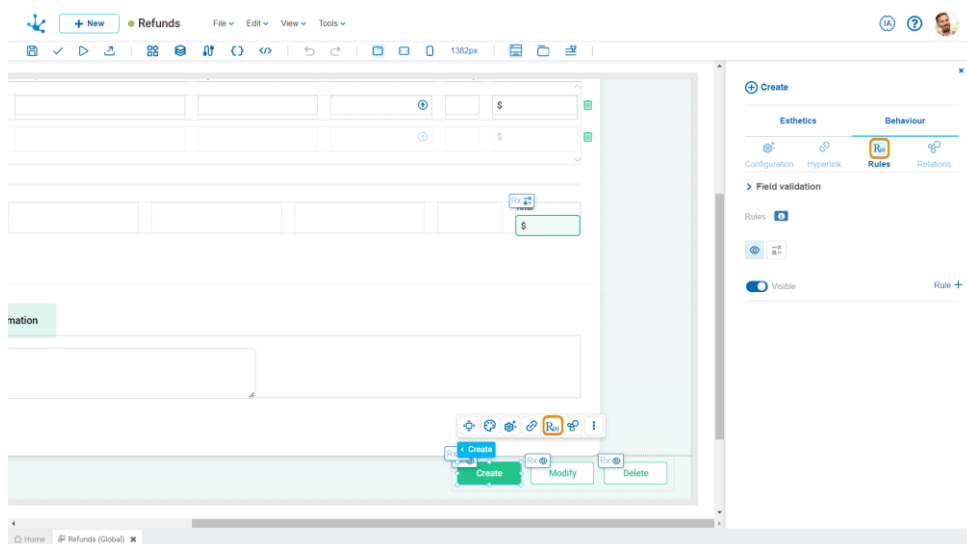 + New
Refunds
File
Edit
View
Tools
IA
?
1382px
Create
Esthetics
Behaviour
Configuration
Hyperlink
Rules
Relations
Field validation
Rules
Visible
Rule +
$
$
Rx
Total
$
mation
R(x)
Create
Rx
Rx
Rx
Create
Modify
Delete
Home
Refunds (Global)